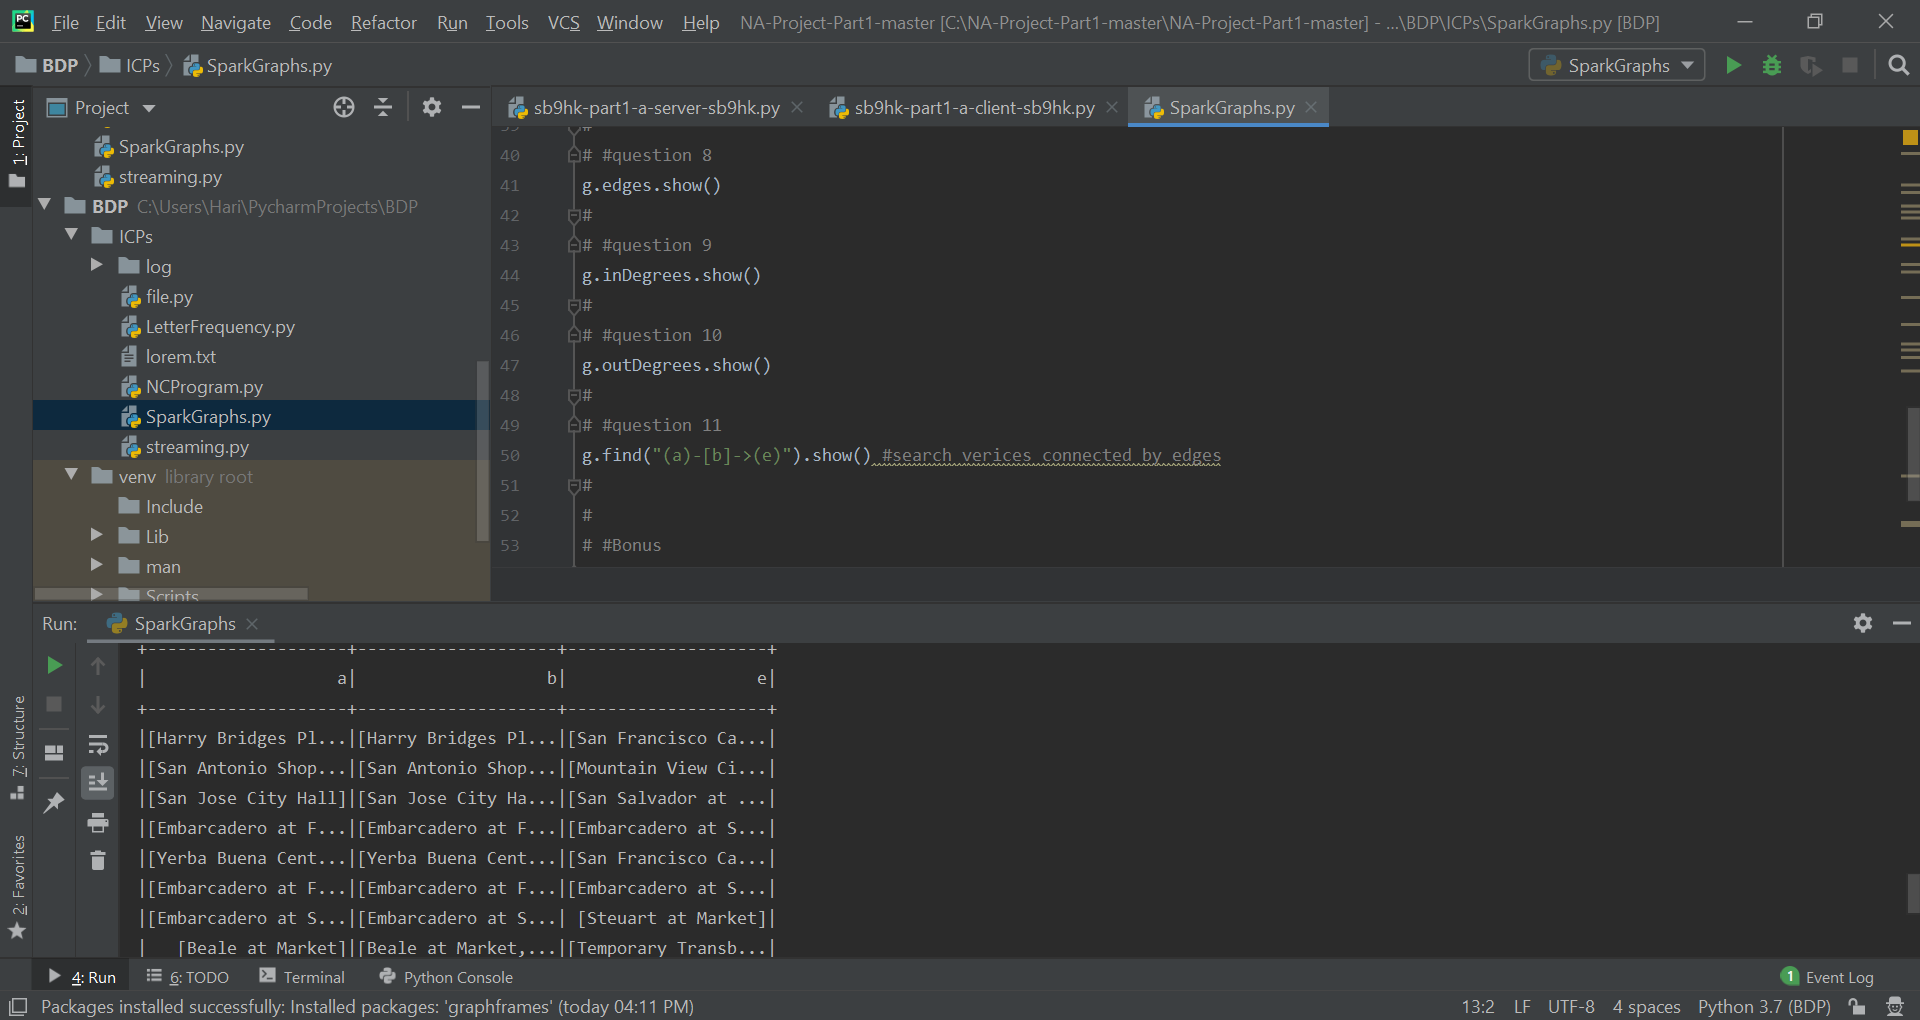 PC File Edit View Navigate Code Refactor Run Tools VCS Window Help NA-Project-Part1-master [C:\NA-Project-Part1-master\NA-Project-Part1-master] - ...\BDP\ICPs\SparkGraphs.py [BDP]
BDP ICPs SparkGraphs.py SparkGraphs
1: Project
Project
sb9hk-part1-a-server-sb9hk.py sb9hk-part1-a-client-sb9hk.py SparkGraphs.py
SparkGraphs.py
streaming.py
BDP C:\Users\Hari\PycharmProjects\BDP
ICPs
log
file.py
LetterFrequency.py
lorem.txt
NCProgram.py
SparkGraphs.py
streaming.py
venv library root
Include
Lib
man
Scripts
39 #
40 # #question 8
41 g.edges.show()
42 #
43 # #question 9
44 g.inDegrees.show()
45 #
46 # #question 10
47 g.outDegrees.show()
48 #
49 # #question 11
50 g.find("(a)-[b]->(e)").show() #search verices connected by edges
51 #
52 #
53 # #Bonus
Run: SparkGraphs
7: Structure
2: Favorites
+--------------------+--------------------+--------------------+
| a| b| e|
+--------------------+--------------------+--------------------+
|[Harry Bridges Pl...|[Harry Bridges Pl...|[San Francisco Ca...|
|[San Antonio Shop...|[San Antonio Shop...|[Mountain View Ci...|
|[San Jose City Hall]|[San Jose City Ha...|[San Salvador at ...|
|[Embarcadero at F...|[Embarcadero at F...|[Embarcadero at S...|
|[Yerba Buena Cent...|[Yerba Buena Cent...|[San Francisco Ca...|
|[Embarcadero at F...|[Embarcadero at F...|[Embarcadero at S...|
|[Embarcadero at S...|[Embarcadero at S...| [Steuart at Market]|
| [Beale at Market]|[Beale at Market,...|[Temporary Transb...|
4: Run 6: TODO Terminal Python Console 1 Event Log
Packages installed successfully: Installed packages: 'graphframes' (today 04:11 PM) 13:2 LF UTF-8 4 spaces Python 3.7 (BDP)